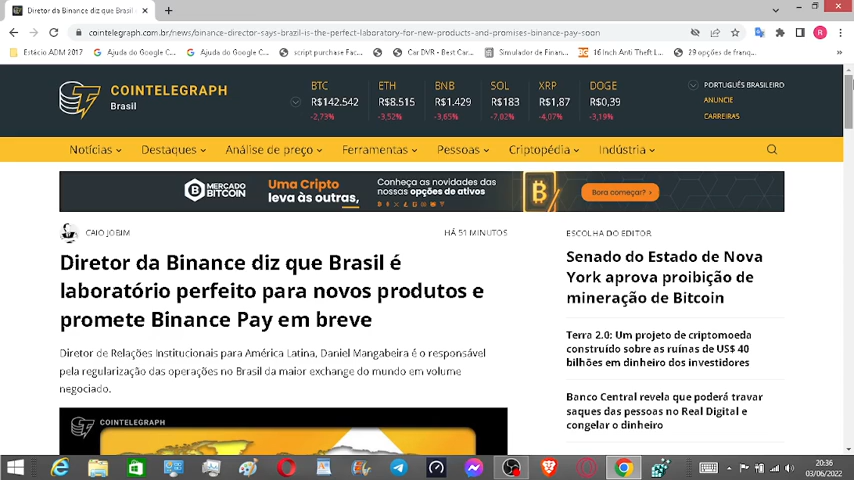 Diretor da Binance diz que Brasil
cointelegraph.com.br/news/binance-director-says-brazil-is-the-perfect-laboratory-for-new-products-and-promises-binance-pay-soon
Estácio ADM 2017
Ajuda do Google C...
Ajuda do Google C...
script purchase Fac...
Car DVR - Best Car...
Simulador de Finan...
16 Inch Anti Theft L...
29 opções de franq...
COINTELEGRAPH
Brasil
BTC ETH BNB SOL XRP DOGE
R$142.542 R$8.515 R$1.429 R$183 R$1,87 R$0,39
-2,73% -3,52% -3,65% -7,02% -4,07% -3,19%
PORTUGUÊS BRASILEIRO
ANUNCIE
CARREIRAS
Notícias Destaques Análise de preço Ferramentas Pessoas Criptopédia Indústria
MERCADO
BITCOIN
Uma Cripto
leva às outras,
Conheça as novidades das
nossas opções de ativos
Bora começar? >
CAIO JOBIM
HÁ 51 MINUTOS
Diretor da Binance diz que Brasil é
laboratório perfeito para novos produtos e
promete Binance Pay em breve
Diretor de Relações Institucionais para América Latina, Daniel Mangabeira é o responsável
pela regularização das operações no Brasil da maior exchange do mundo em volume
negociado.
COINTELEGRAPH
ESCOLHA DO EDITOR
Senado do Estado de Nova
York aprova proibição de
mineração de Bitcoin
Terra 2.0: Um projeto de criptomoeda
construído sobre as ruínas de US$ 40
bilhões em dinheiro dos investidores
Banco Central revela que poderá travar
saques das pessoas no Real Digital e
congelar o dinheiro
20:36
03/06/2022